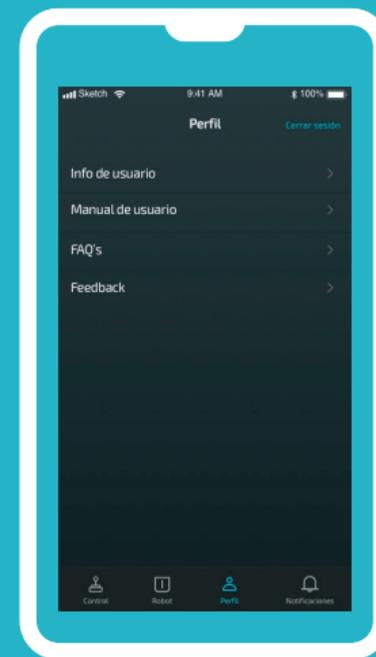 Sketch 9:41 AM 100%
Perfil Cerrar sesión
Info de usuario
Manual de usuario
FAQ's
Feedback
Control Robot Perfil Notificaciones